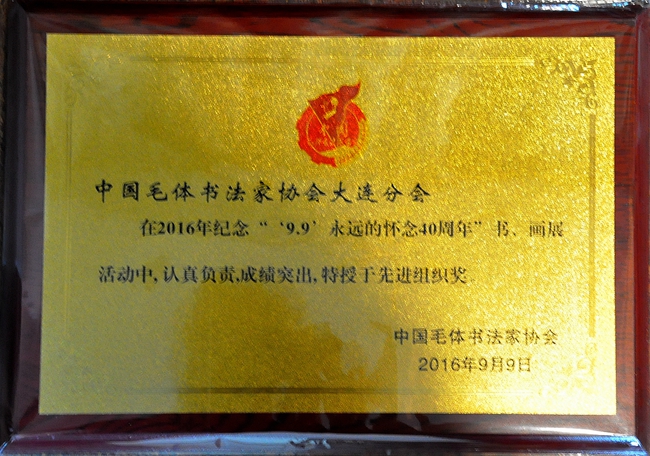 中国毛体书法家协会大连分会
在2016年纪念“‘9.9’永远的怀念40周年”书、画展
活动中,认真负责,成绩突出,特授于先进组织奖。
中国毛体书法家协会
2016年9月9日